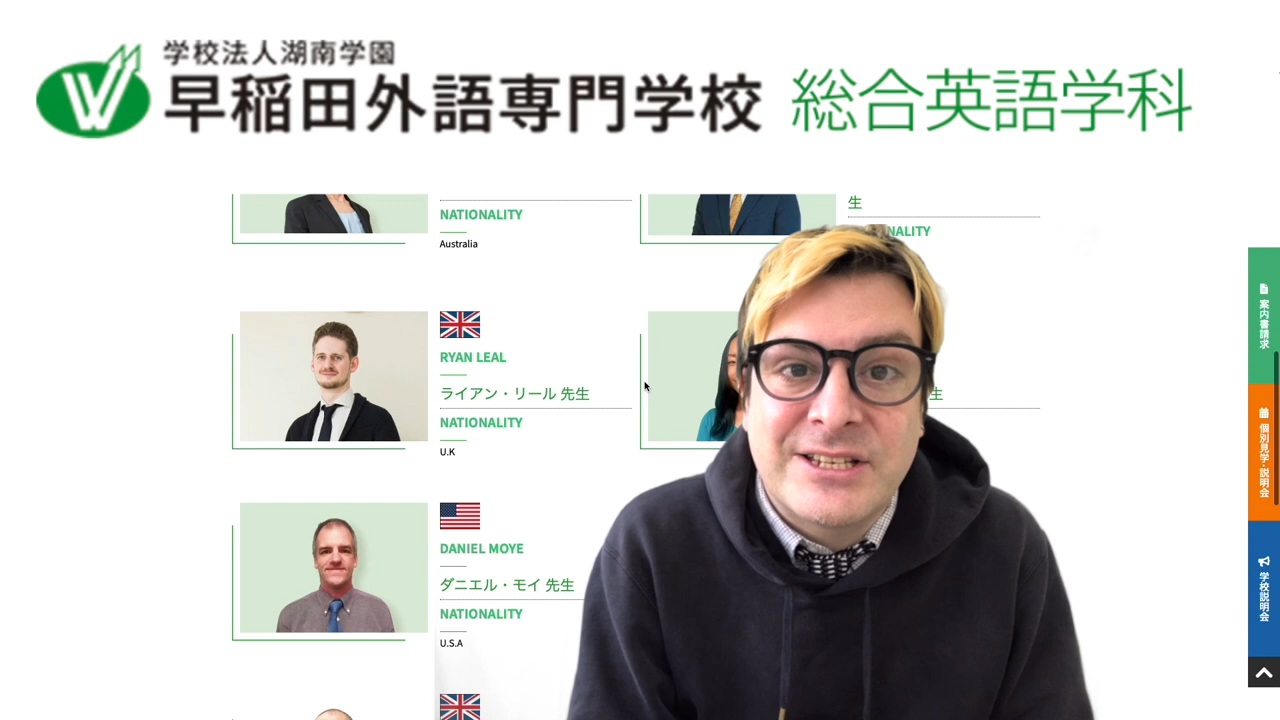 学校法人湖南学園
早稲田外語専門学校 総合英語学科
NATIONALITY
Australia
生
NALITY
RYAN LEAL
ライアン・リール 先生
NATIONALITY
U.K
生
DANIEL MOYE
ダニエル・モイ 先生
NATIONALITY
U.S.A
案内書請求
個別見学・説明会
学校説明会